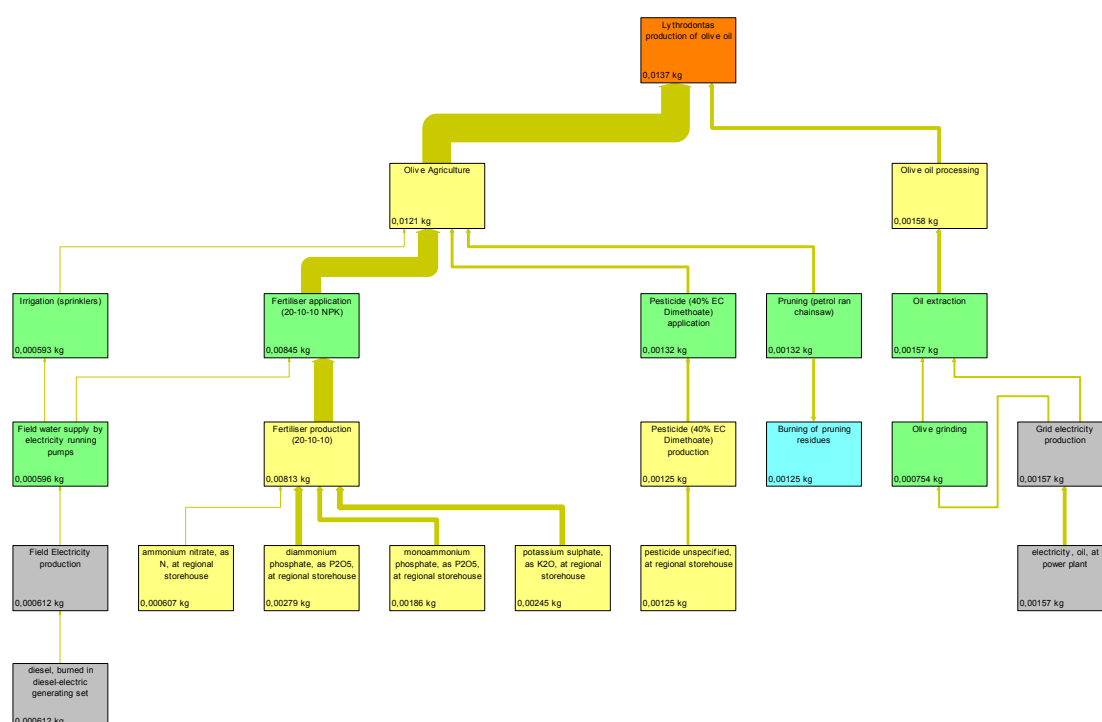 Lythrodontas
production of olive oil
0,0137 kg
Olive Agriculture
0,0121 kg
Olive oil processing
0,00158 kg
Irrigation (sprinklers)
0,000593 kg
Fertiliser application
(20-10-10 NPK)
0,00845 kg
Pesticide (40% EC
Dimethoate)
application
0,00132 kg
Pruning (petrol ran
chainsaw)
0,00132 kg
Oil extraction
0,00157 kg
Field water supply by
electricity running
pumps
0,000596 kg
Fertiliser production
(20-10-10)
0,00813 kg
Pesticide (40% EC
Dimethoate)
production
0,00125 kg
Burning of pruning
residues
0,00125 kg
Olive grinding
0,000754 kg
Grid electricity
production
0,00157 kg
Field Electricity
production
0,000612 kg
ammonium nitrate, as
N, at regional
storehouse
0,000607 kg
diammonium
phosphate, as P2O5,
at regional storehouse
0,00279 kg
monoammonium
phosphate, as P2O5,
at regional storehouse
0,00186 kg
potassium sulphate,
as K2O, at regional
storehouse
0,00245 kg
pesticide unspecified,
at regional storehouse
0,00125 kg
electricity, oil, at
power plant
0,00157 kg
diesel, burned in
diesel-electric
generating set
0,000612 kg